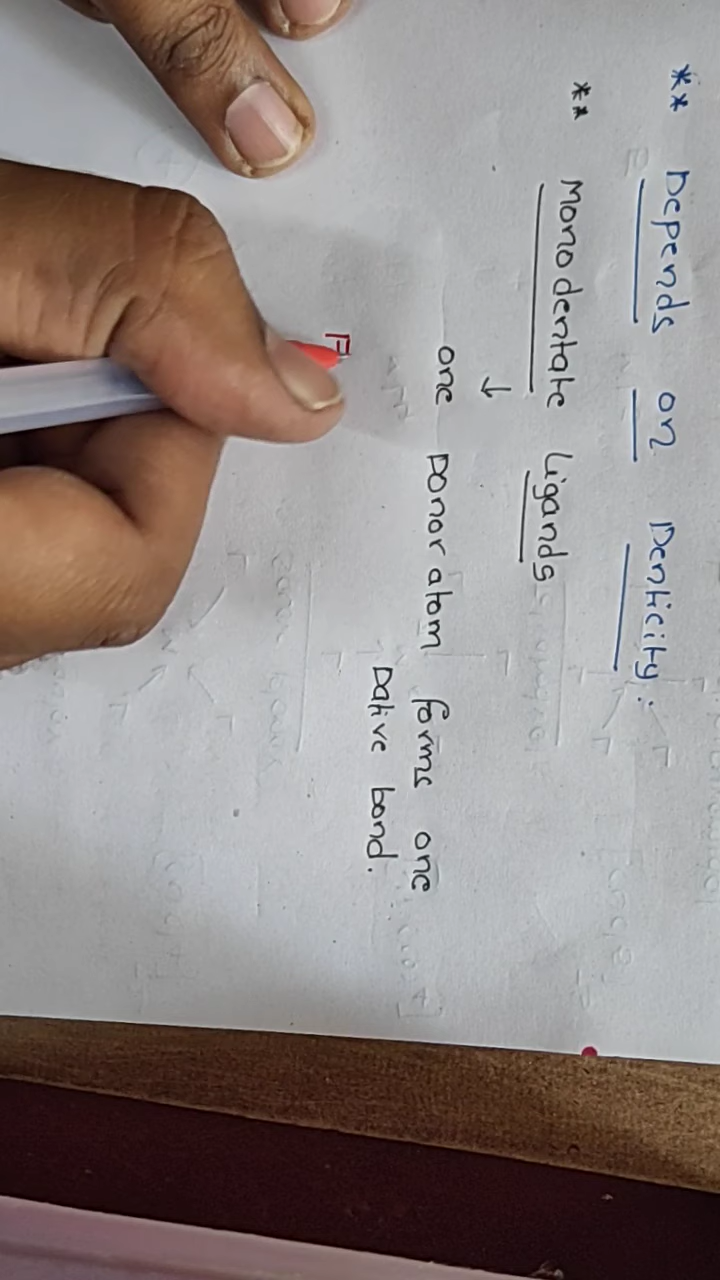 ** Depends on Denticity:
** Monodentate Ligands
↓
one Donor atom forms one
Dative bond.
F